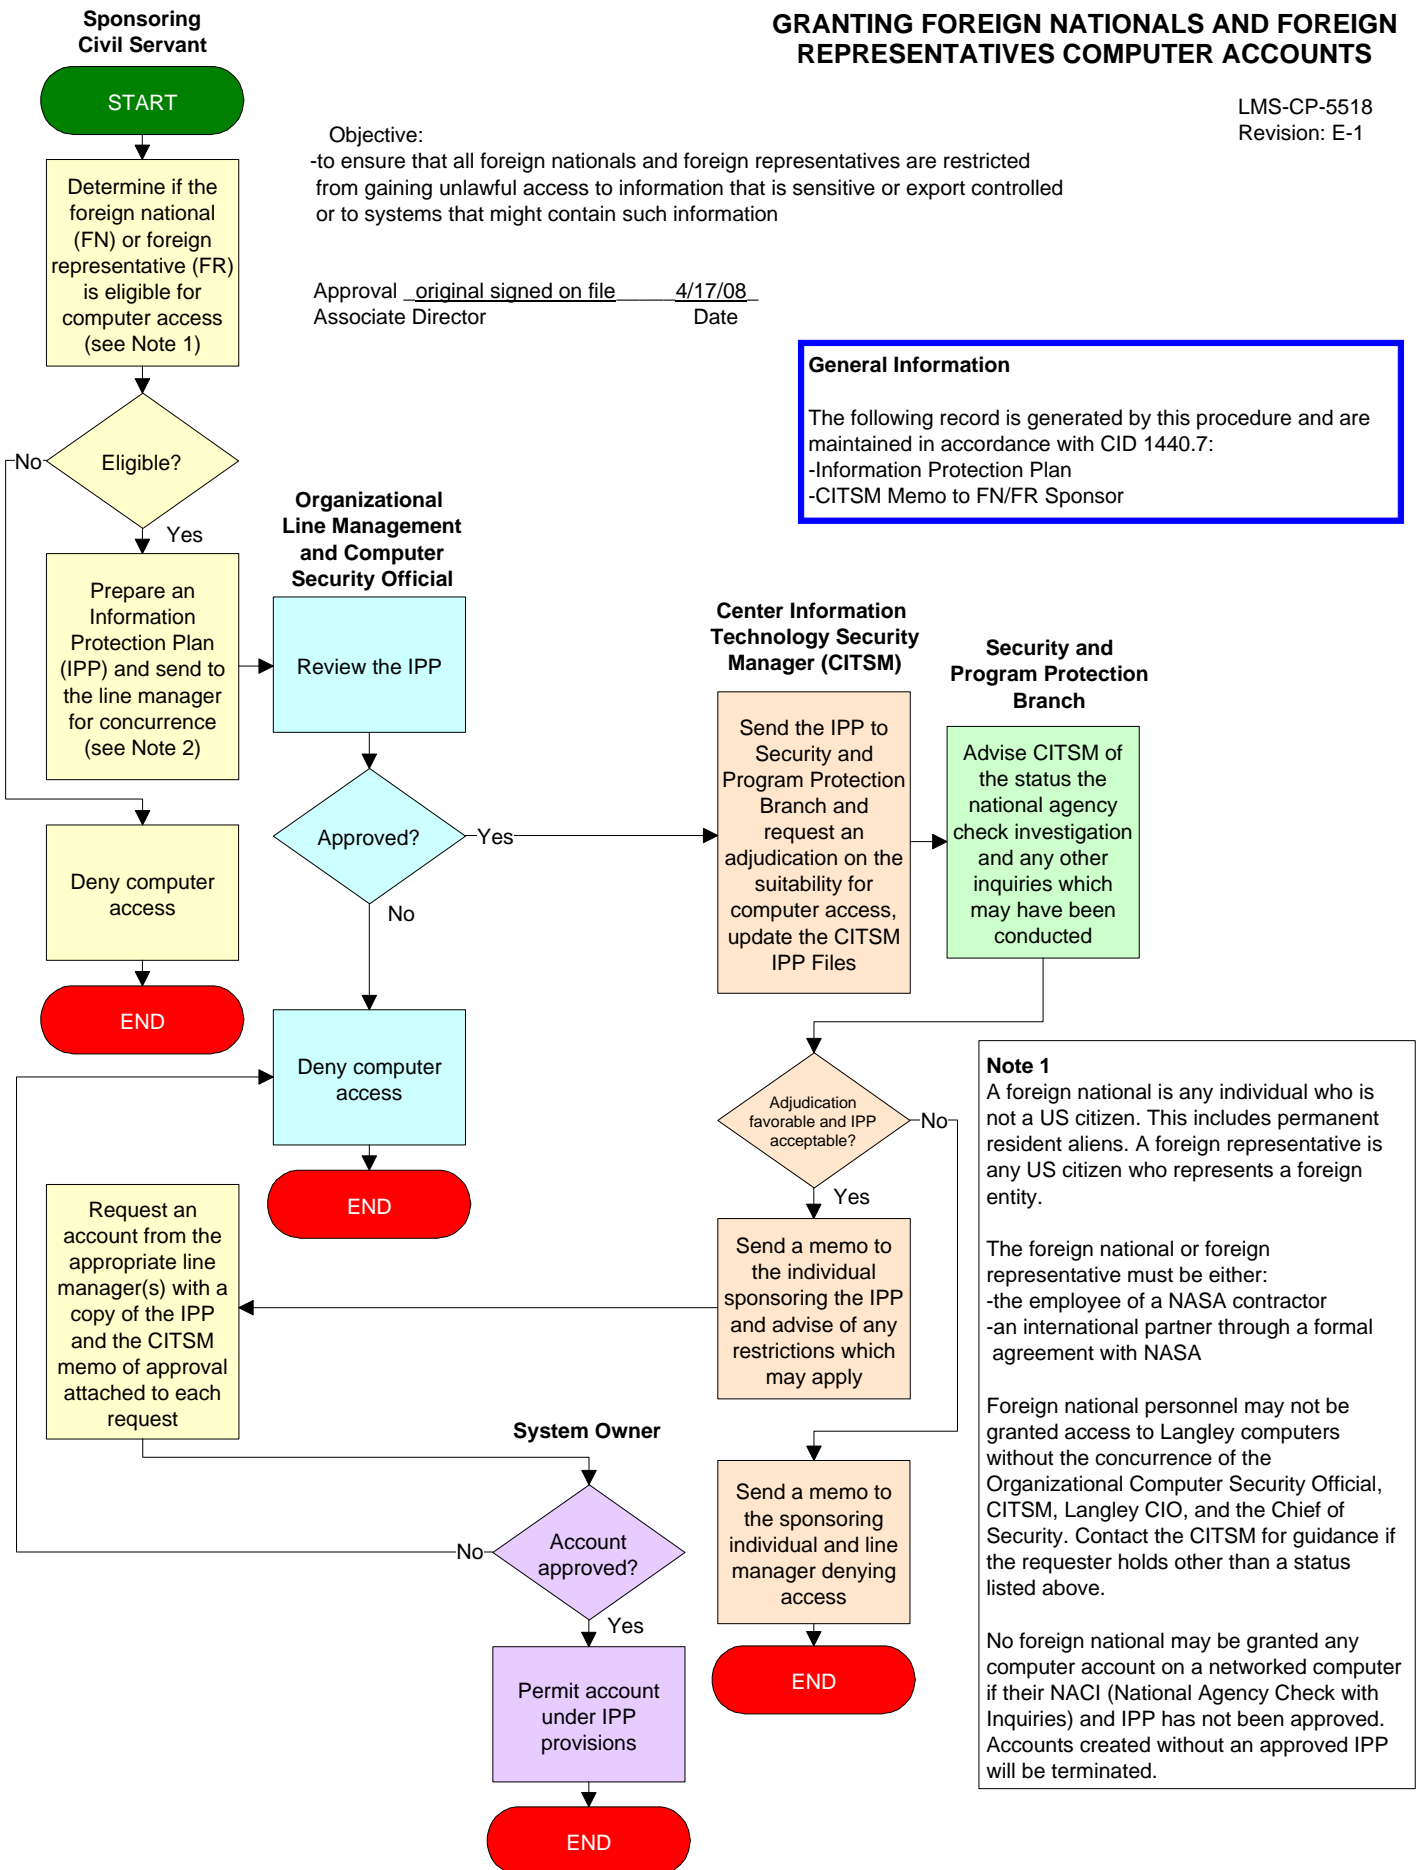 Sponsoring
Civil Servant
GRANTING FOREIGN NATIONALS AND FOREIGN
REPRESENTATIVES COMPUTER ACCOUNTS
LMS-CP-5518
Revision: E-1
START
Objective:
-to ensure that all foreign nationals and foreign representatives are restricted
from gaining unlawful access to information that is sensitive or export controlled
or to systems that might contain such information
Approval _original signed on file_____4/17/08_
Associate Director Date
Determine if the
foreign national
(FN) or foreign
representative (FR)
is eligible for
computer access
(see Note 1)
General Information
The following record is generated by this procedure and are
maintained in accordance with CID 1440.7:
-Information Protection Plan
-CITSM Memo to FN/FR Sponsor
Eligible?
No
Yes
Prepare an
Information
Protection Plan
(IPP) and send to
the line manager
for concurrence
(see Note 2)
Deny computer
access
END
Organizational
Line Management
and Computer
Security Official
Review the IPP
Approved?
Yes
No
Deny computer
access
END
Center Information
Technology Security
Manager (CITSM)
Send the IPP to
Security and
Program Protection
Branch and
request an
adjudication on the
suitability for
computer access,
update the CITSM
IPP Files
Security and
Program Protection
Branch
Advise CITSM of
the status the
national agency
check investigation
and any other
inquiries which
may have been
conducted
Adjudication
favorable and IPP
acceptable?
No
Yes
Send a memo to
the individual
sponsoring the IPP
and advise of any
restrictions which
may apply
Request an
account from the
appropriate line
manager(s) with a
copy of the IPP
and the CITSM
memo of approval
attached to each
request
System Owner
Account
approved?
No
Yes
Permit account
under IPP
provisions
END
Send a memo to
the sponsoring
individual and line
manager denying
access
END
Note 1
A foreign national is any individual who is
not a US citizen. This includes permanent
resident aliens. A foreign representative is
any US citizen who represents a foreign
entity.
The foreign national or foreign
representative must be either:
-the employee of a NASA contractor
-an international partner through a formal
agreement with NASA
Foreign national personnel may not be
granted access to Langley computers
without the concurrence of the
Organizational Computer Security Official,
CITSM, Langley CIO, and the Chief of
Security. Contact the CITSM for guidance if
the requester holds other than a status
listed above.
No foreign national may be granted any
computer account on a networked computer
if their NACI (National Agency Check with
Inquiries) and IPP has not been approved.
Accounts created without an approved IPP
will be terminated.